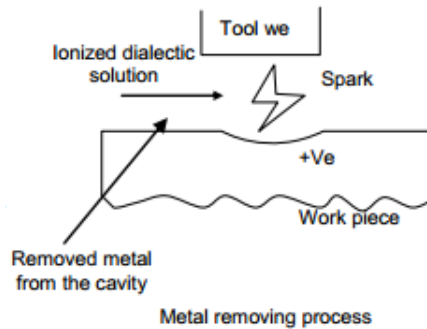 Tool we
Ionized dialectic
solution
Spark
+Ve
Work piece
Removed metal
from the cavity
Metal removing process